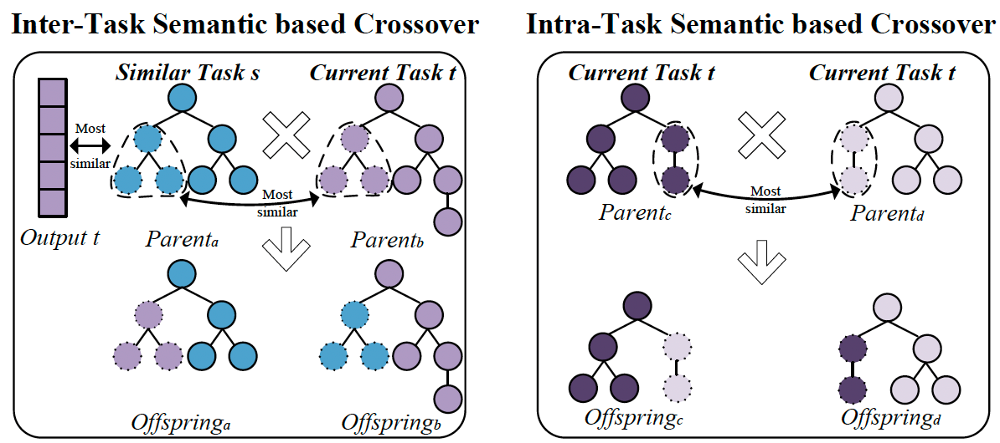 Inter-Task Semantic based Crossover
Similar Task s
Current Task t
Most
similar
Most
similar
Output t
Parenta
Parentb
Offspringa
Offspringb
Intra-Task Semantic based Crossover
Current Task t
Current Task t
Most
similar
Parentc
Parentd
Offspringc
Offspringd